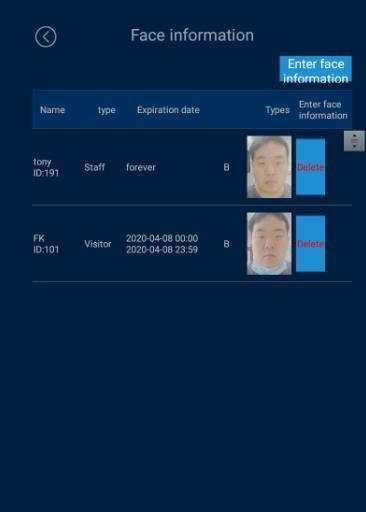 Face information
Enter face
information
Name type Expiration date Types Enter face
information
tony
ID:191 Staff forever B Delete
FK
ID:101 Visitor 2020-04-08 00:00
2020-04-08 23:59 B Delete